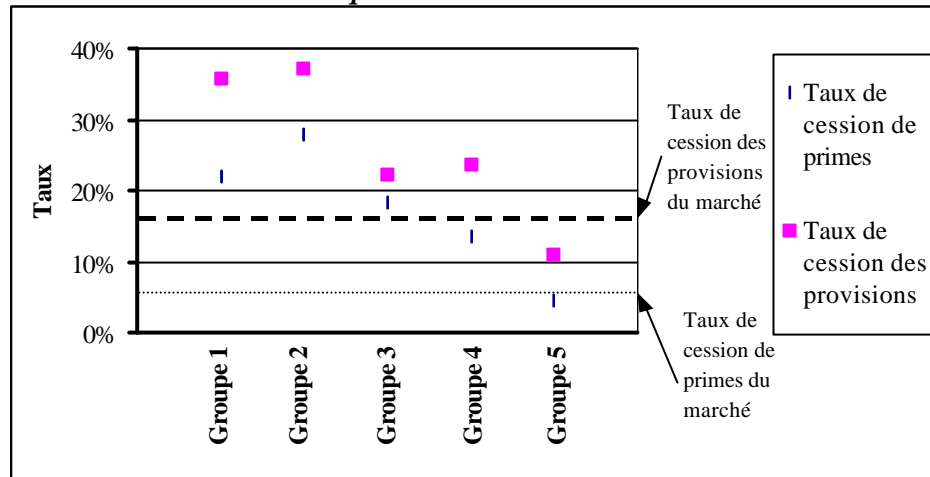 40%
30%
20%
10%
0%
Taux
Groupe 1
Groupe 2
Groupe 3
Groupe 4
Groupe 5
Taux de
cession des
provisions
du marché
Taux de
cession de
primes du
marché
Taux de
cession de
primes
Taux de
cession des
provisions